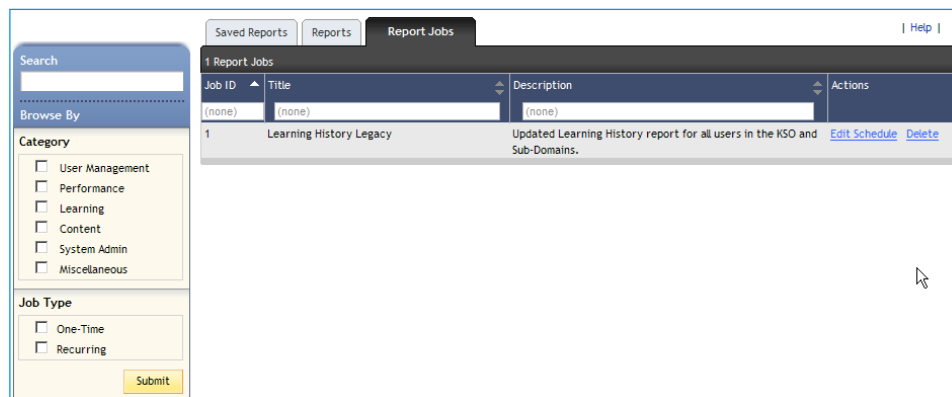 Saved Reports Reports Report Jobs | Help |
Search
Browse By
Category
User Management
Performance
Learning
Content
System Admin
Miscellaneous
Job Type
One-Time
Recurring
Submit
1 Report Jobs
Job ID Title Description Actions
(none) (none) (none)
1 Learning History Legacy Updated Learning History report for all users in the KSO and Edit Schedule Delete
Sub-Domains.